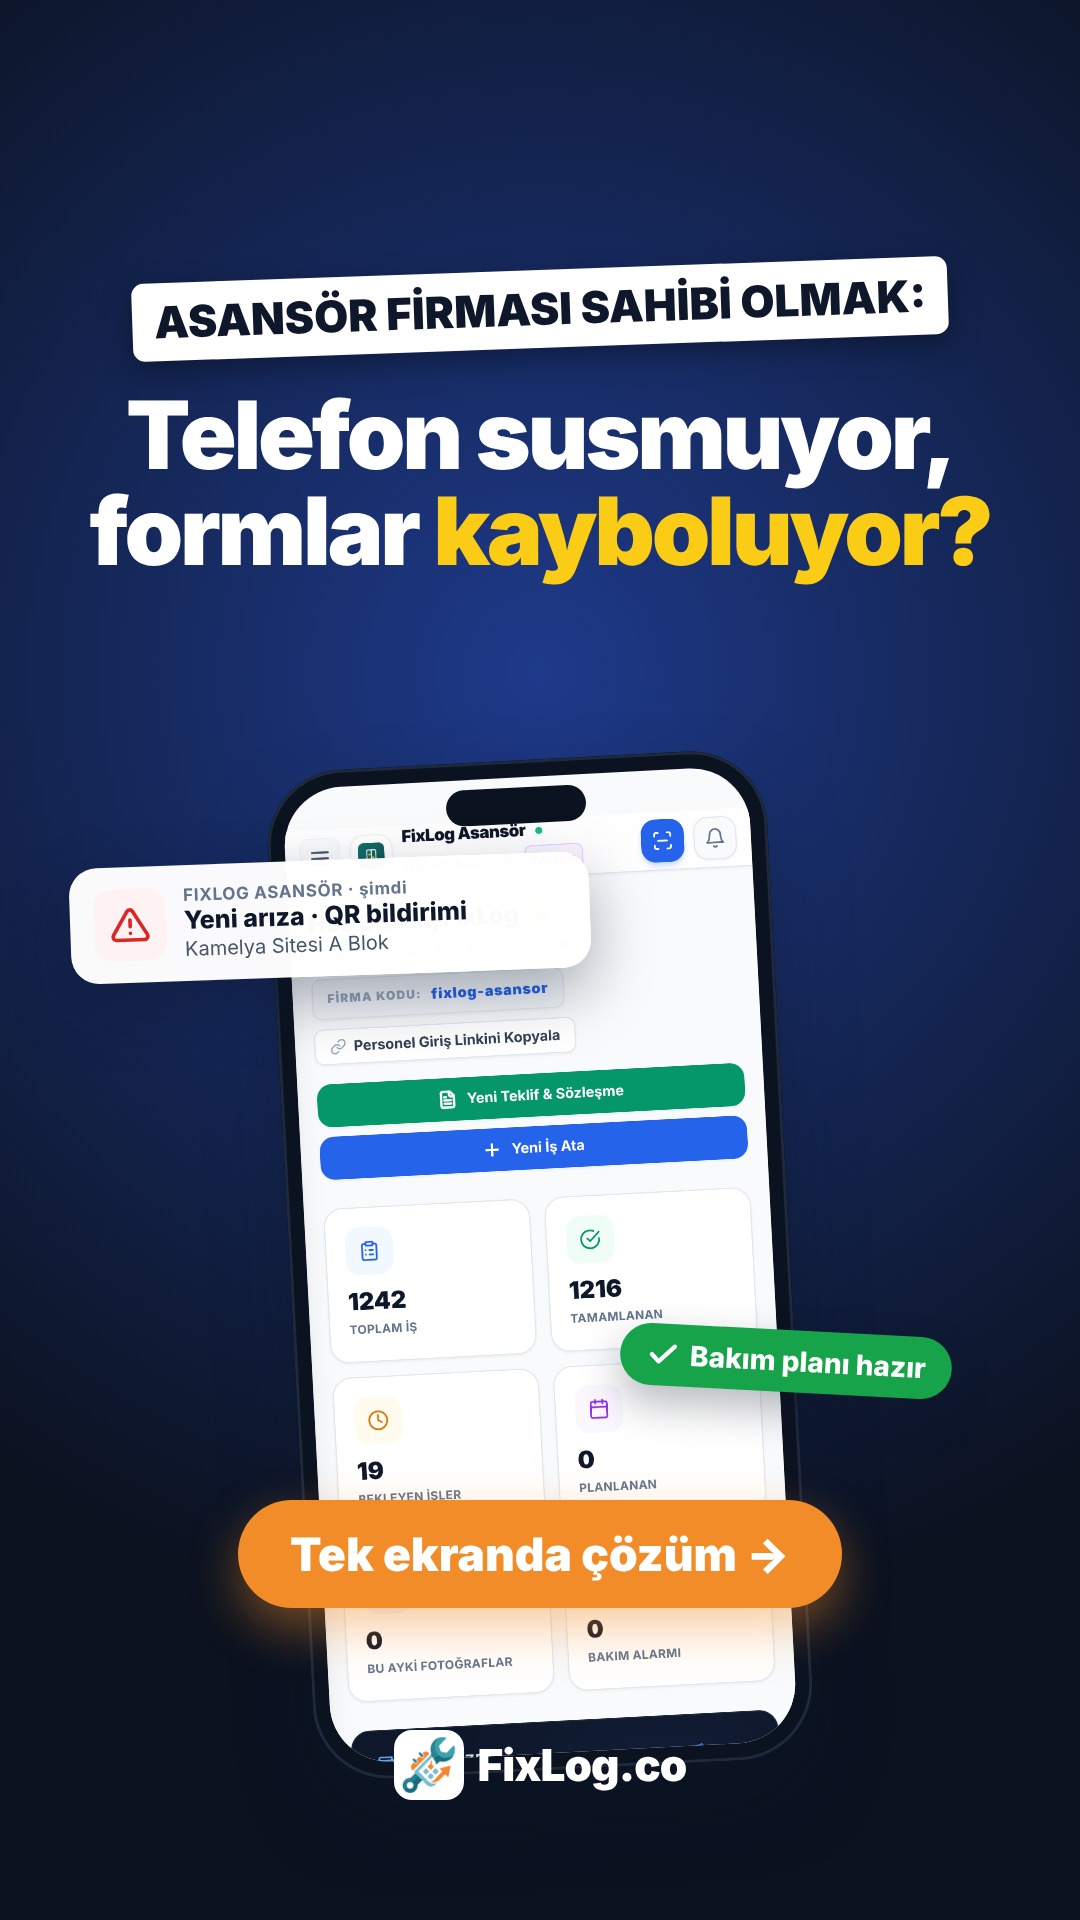 ASANSÖR FİRMASI SAHİBİ OLMAK:
Telefon susmuyor,
formlar kayboluyor?
FixLog Asansör
FIXLOG ASANSÖR · şimdi
Yeni arıza · QR bildirimi
Kamelya Sitesi A Blok
FİRMA KODU: fixlog-asansor
Personel Giriş Linkini Kopyala
Yeni Teklif & Sözleşme
Yeni İş Ata
1242
TOPLAM İŞ
1216
TAMAMLANAN
Bakım planı hazır
19
BEKLEYEN İŞLER
0
PLANLANAN
Tek ekranda çözüm →
0
BU AYKİ FOTOĞRAFLAR
0
BAKIM ALARMI
FixLog.co